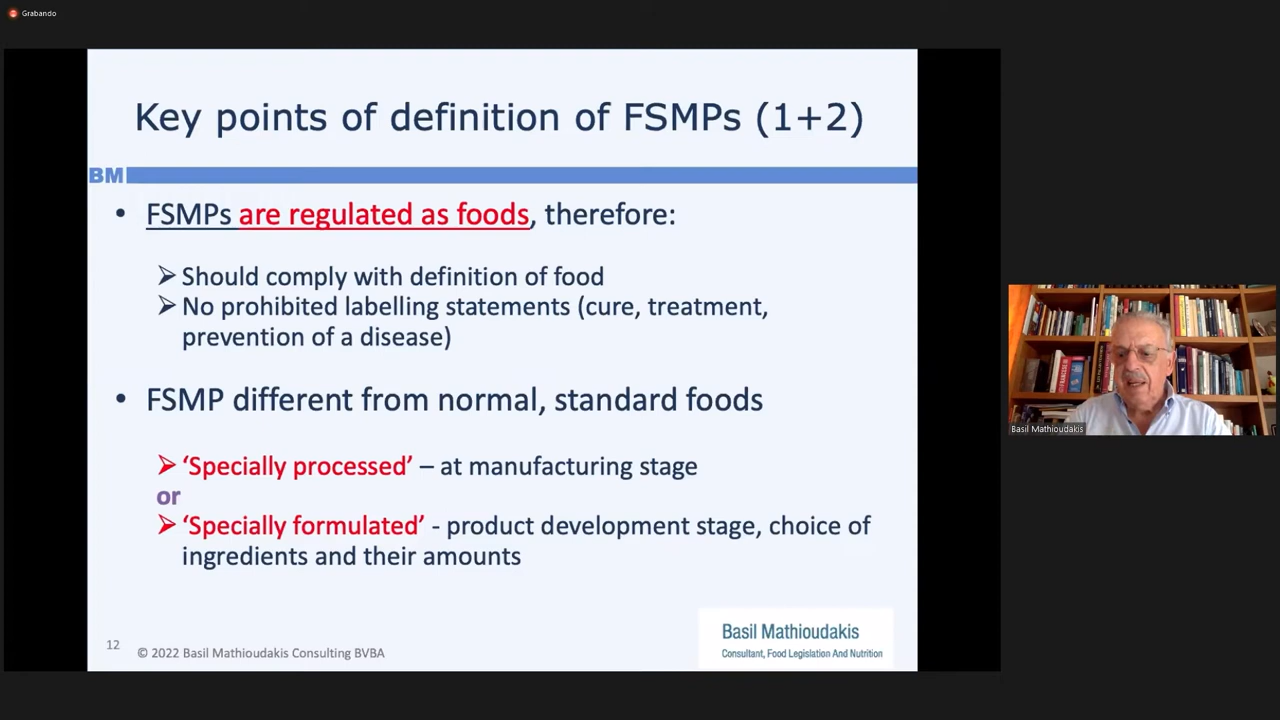 Grabando
Key points of definition of FSMPs (1+2)
BM
• FSMPs are regulated as foods, therefore:
➢ Should comply with definition of food
➢ No prohibited labelling statements (cure, treatment,
prevention of a disease)
• FSMP different from normal, standard foods
➢ ‘Specially processed’ – at manufacturing stage
or
➢ ‘Specially formulated’ - product development stage, choice of
ingredients and their amounts
Basil Mathioudakis
Consultant, Food Legislation And Nutrition
12
© 2022 Basil Mathioudakis Consulting BVBA
Basil Mathioudakis